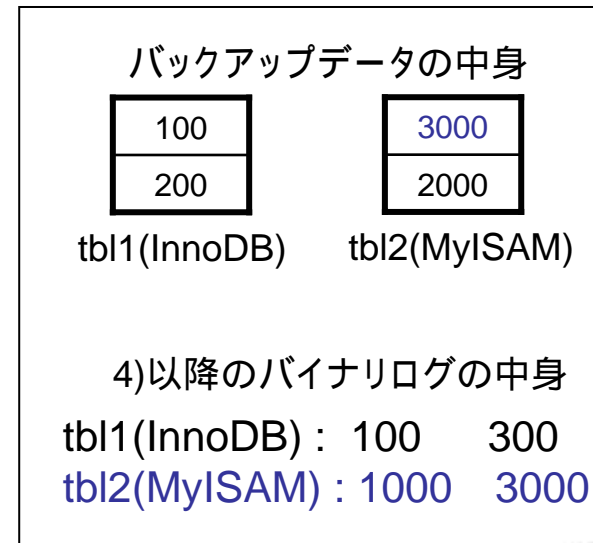 バックアップデータの中身
100 3000
200 2000
tbl1(InnoDB) tbl2(MyISAM)
4)以降のバイナリログの中身
tbl1(InnoDB) : 100 300
tbl2(MyISAM) : 1000 3000